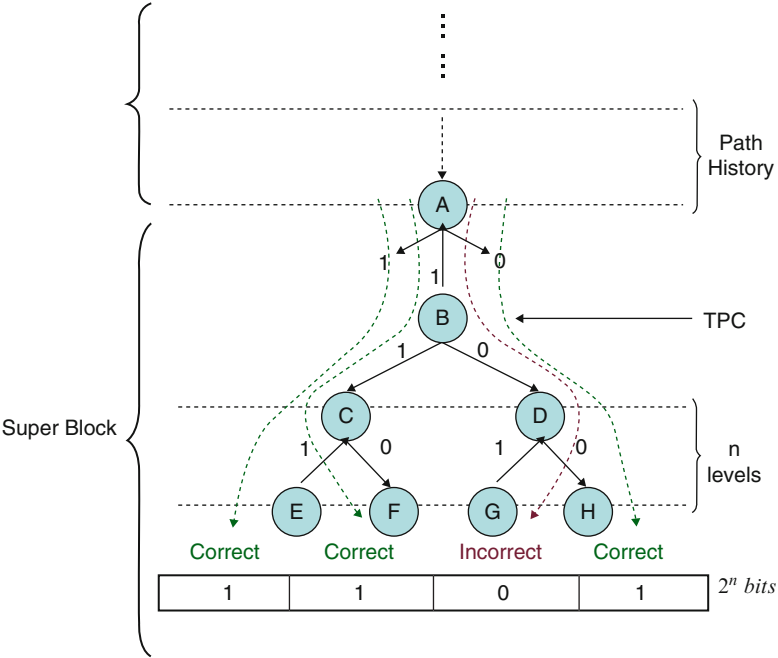 Path
History
A
1
0
1
B
TPC
1
0
Super Block
C
D
1
0
1
0
n
levels
E
F
G
H
Correct
Correct
Incorrect
Correct
1
1
0
1
2^n bits